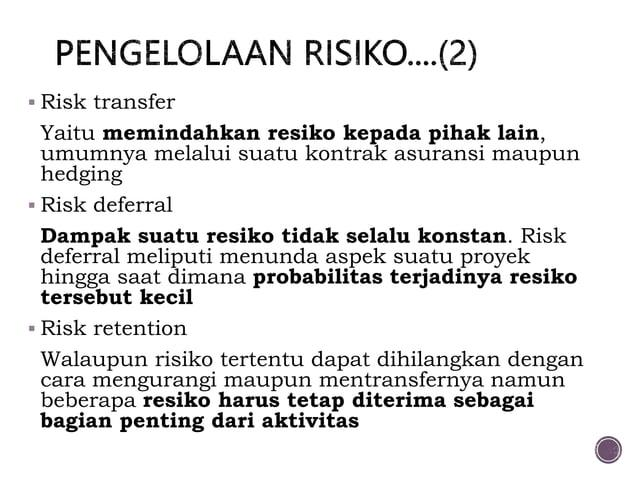 PENGELOLAAN RISIKO....(2)
▪ Risk transfer
Yaitu memindahkan resiko kepada pihak lain,
umumnya melalui suatu kontrak asuransi maupun
hedging
▪ Risk deferral
Dampak suatu resiko tidak selalu konstan. Risk
deferral meliputi menunda aspek suatu proyek
hingga saat dimana probabilitas terjadinya resiko
tersebut kecil
▪ Risk retention
Walaupun risiko tertentu dapat dihilangkan dengan
cara mengurangi maupun mentransfernya namun
beberapa resiko harus tetap diterima sebagai
bagian penting dari aktivitas